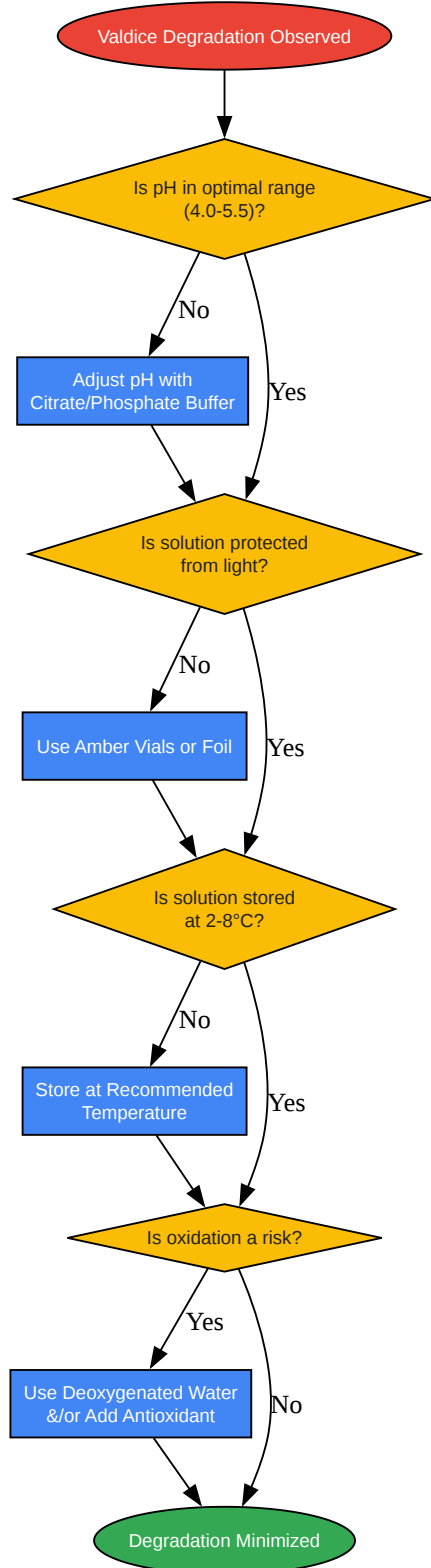 Valdice Degradation Observed
Is pH in optimal range
(4.0-5.5)?
No
Yes
Adjust pH with
Citrate/Phosphate Buffer
Is solution protected
from light?
No
Yes
Use Amber Vials or Foil
Is solution stored
at 2-8°C?
No
Yes
Store at Recommended
Temperature
Is oxidation a risk?
Yes
No
Use Deoxygenated Water
&/or Add Antioxidant
Degradation Minimized